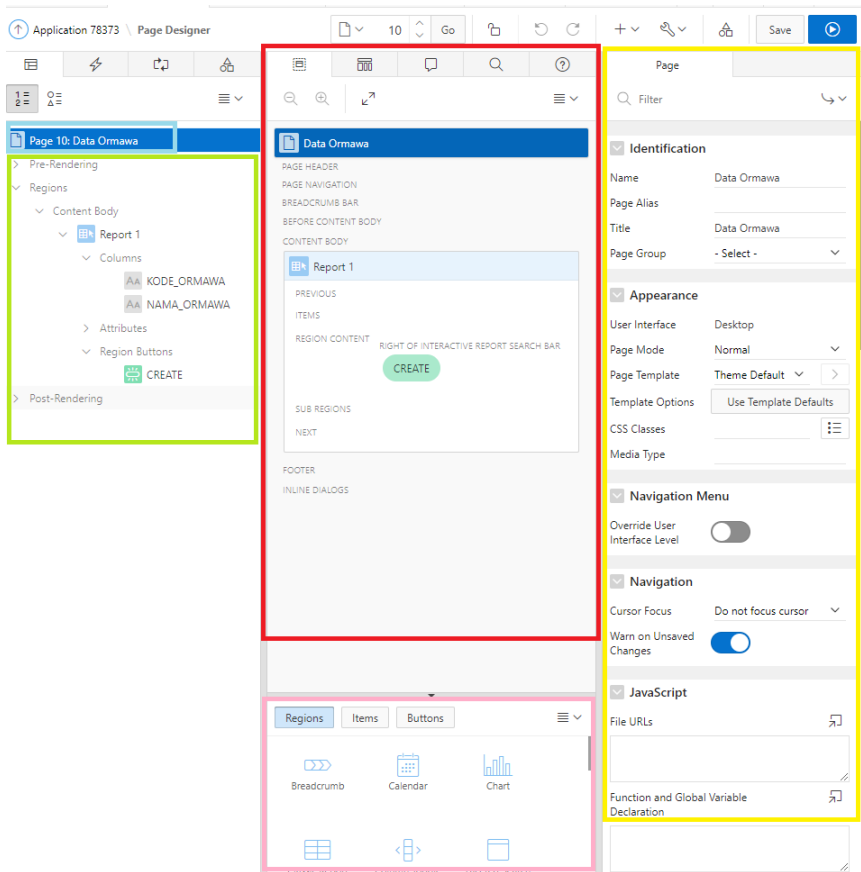 Application 78373 \ Page Designer
10
Go
Save
Page 10: Data Ormawa
Pre-Rendering
Regions
Content Body
Report 1
Columns
KODE_ORMAWA
NAMA_ORMAWA
Attributes
Region Buttons
CREATE
Post-Rendering
Data Ormawa
PAGE HEADER
PAGE NAVIGATION
BREADCRUMB BAR
BEFORE CONTENT BODY
CONTENT BODY
Report 1
PREVIOUS
ITEMS
REGION CONTENT
RIGHT OF INTERACTIVE REPORT SEARCH BAR
CREATE
SUB REGIONS
NEXT
FOOTER
INLINE DIALOGS
Regions Items Buttons
Breadcrumb Calendar Chart
Page
Filter
Identification
Name Data Ormawa
Page Alias
Title Data Ormawa
Page Group - Select -
Appearance
User Interface Desktop
Page Mode Normal
Page Template Theme Default
Template Options Use Template Defaults
CSS Classes
Media Type
Navigation Menu
Override User
Interface Level
Navigation
Cursor Focus Do not focus cursor
Warn on Unsaved
Changes
JavaScript
File URLs
Function and Global Variable
Declaration